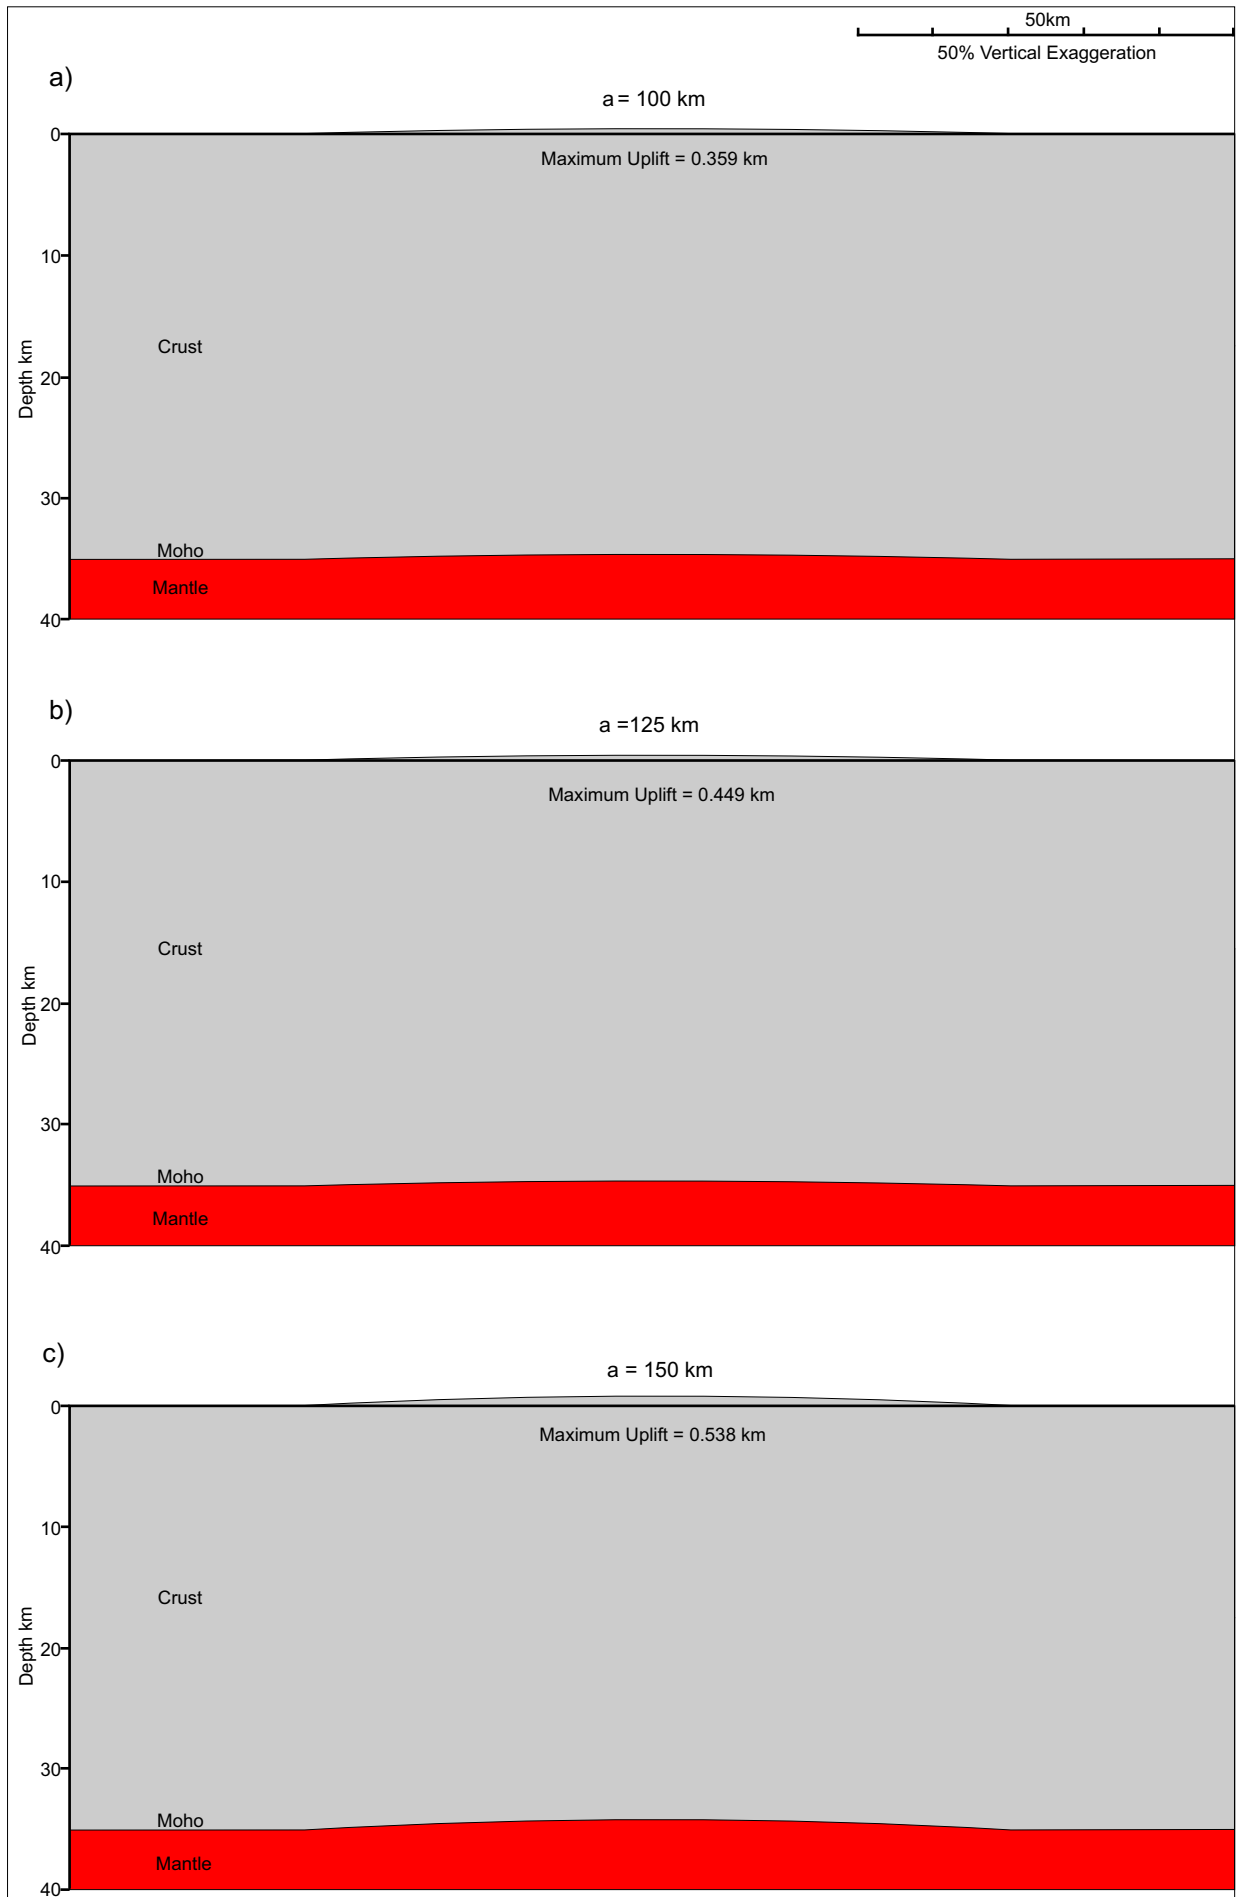 50km
50% Vertical Exaggeration
a)
a = 100 km
0
Maximum Uplift = 0.359 km
10
Crust
Depth km
20
30
Moho
Mantle
40
b)
a =125 km
0
Maximum Uplift = 0.449 km
10
Crust
Depth km
20
30
Moho
Mantle
40
c)
a = 150 km
0
Maximum Uplift = 0.538 km
10
Crust
Depth km
20
30
Moho
Mantle
40